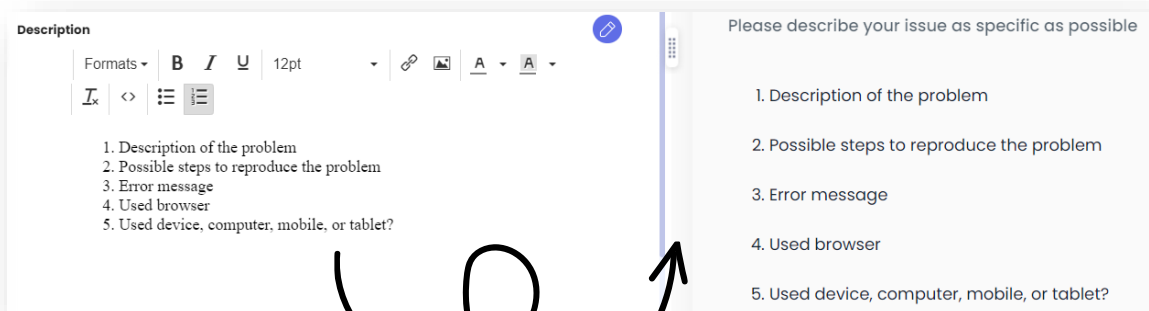 Description
Formats B I U 12pt A A
Ix <>
1. Description of the problem
2. Possible steps to reproduce the problem
3. Error message
4. Used browser
5. Used device, computer, mobile, or tablet?
Please describe your issue as specific as possible
1. Description of the problem
2. Possible steps to reproduce the problem
3. Error message
4. Used browser
5. Used device, computer, mobile, or tablet?